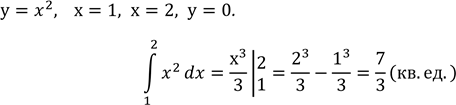 y = x², x = 1, x = 2, y = 0.
∫₁² x² dx = x³/3 |₁² = 2³/3 − 1³/3 = 7/3 (кв. ед.)